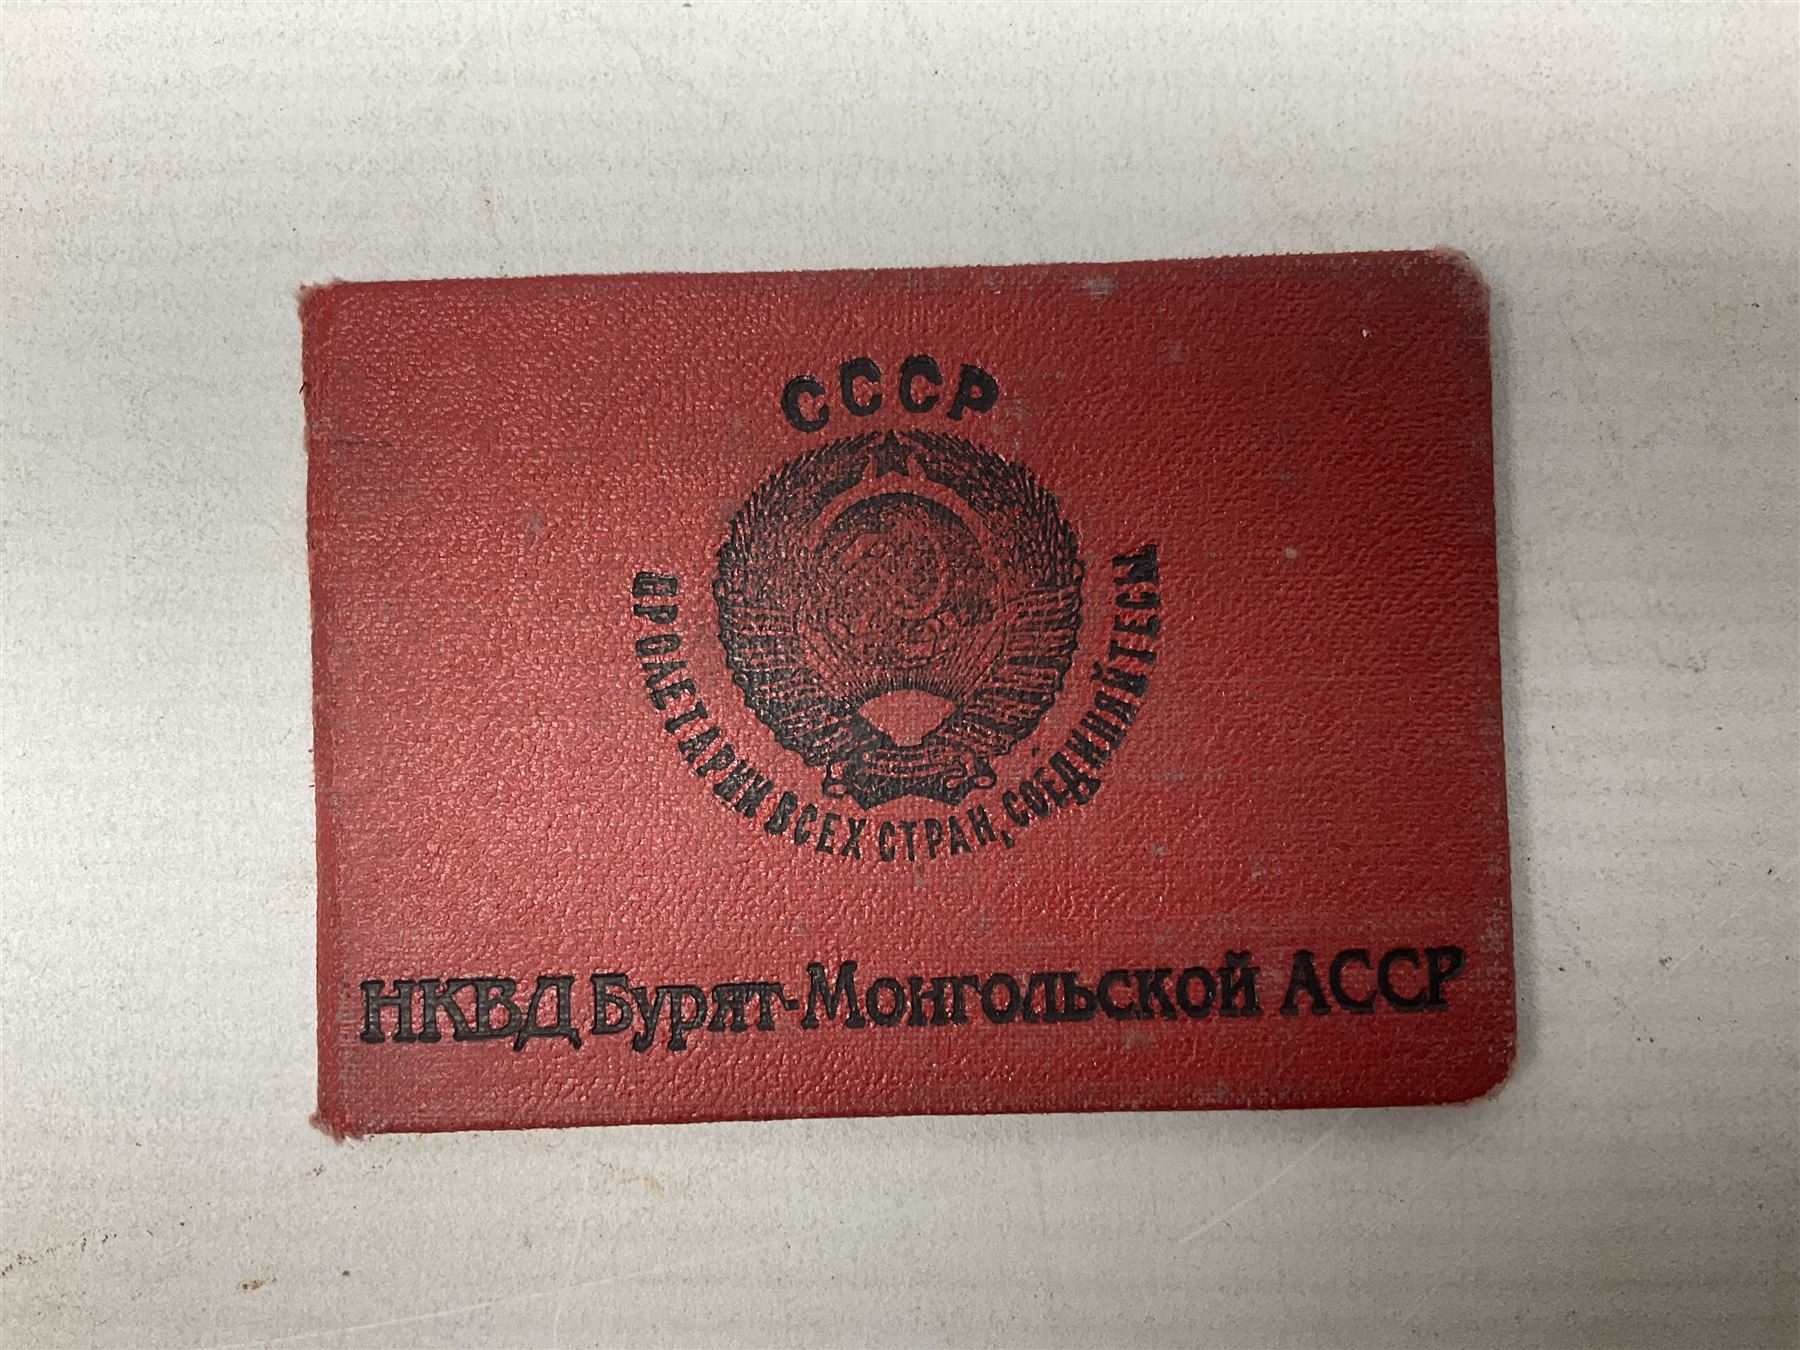 СССР
ПРОЛЕТАРИИ ВСЕХ СТРАН, СОЕДИНЯЙТЕСЬ
НКВД Бурят-Монгольской АССР